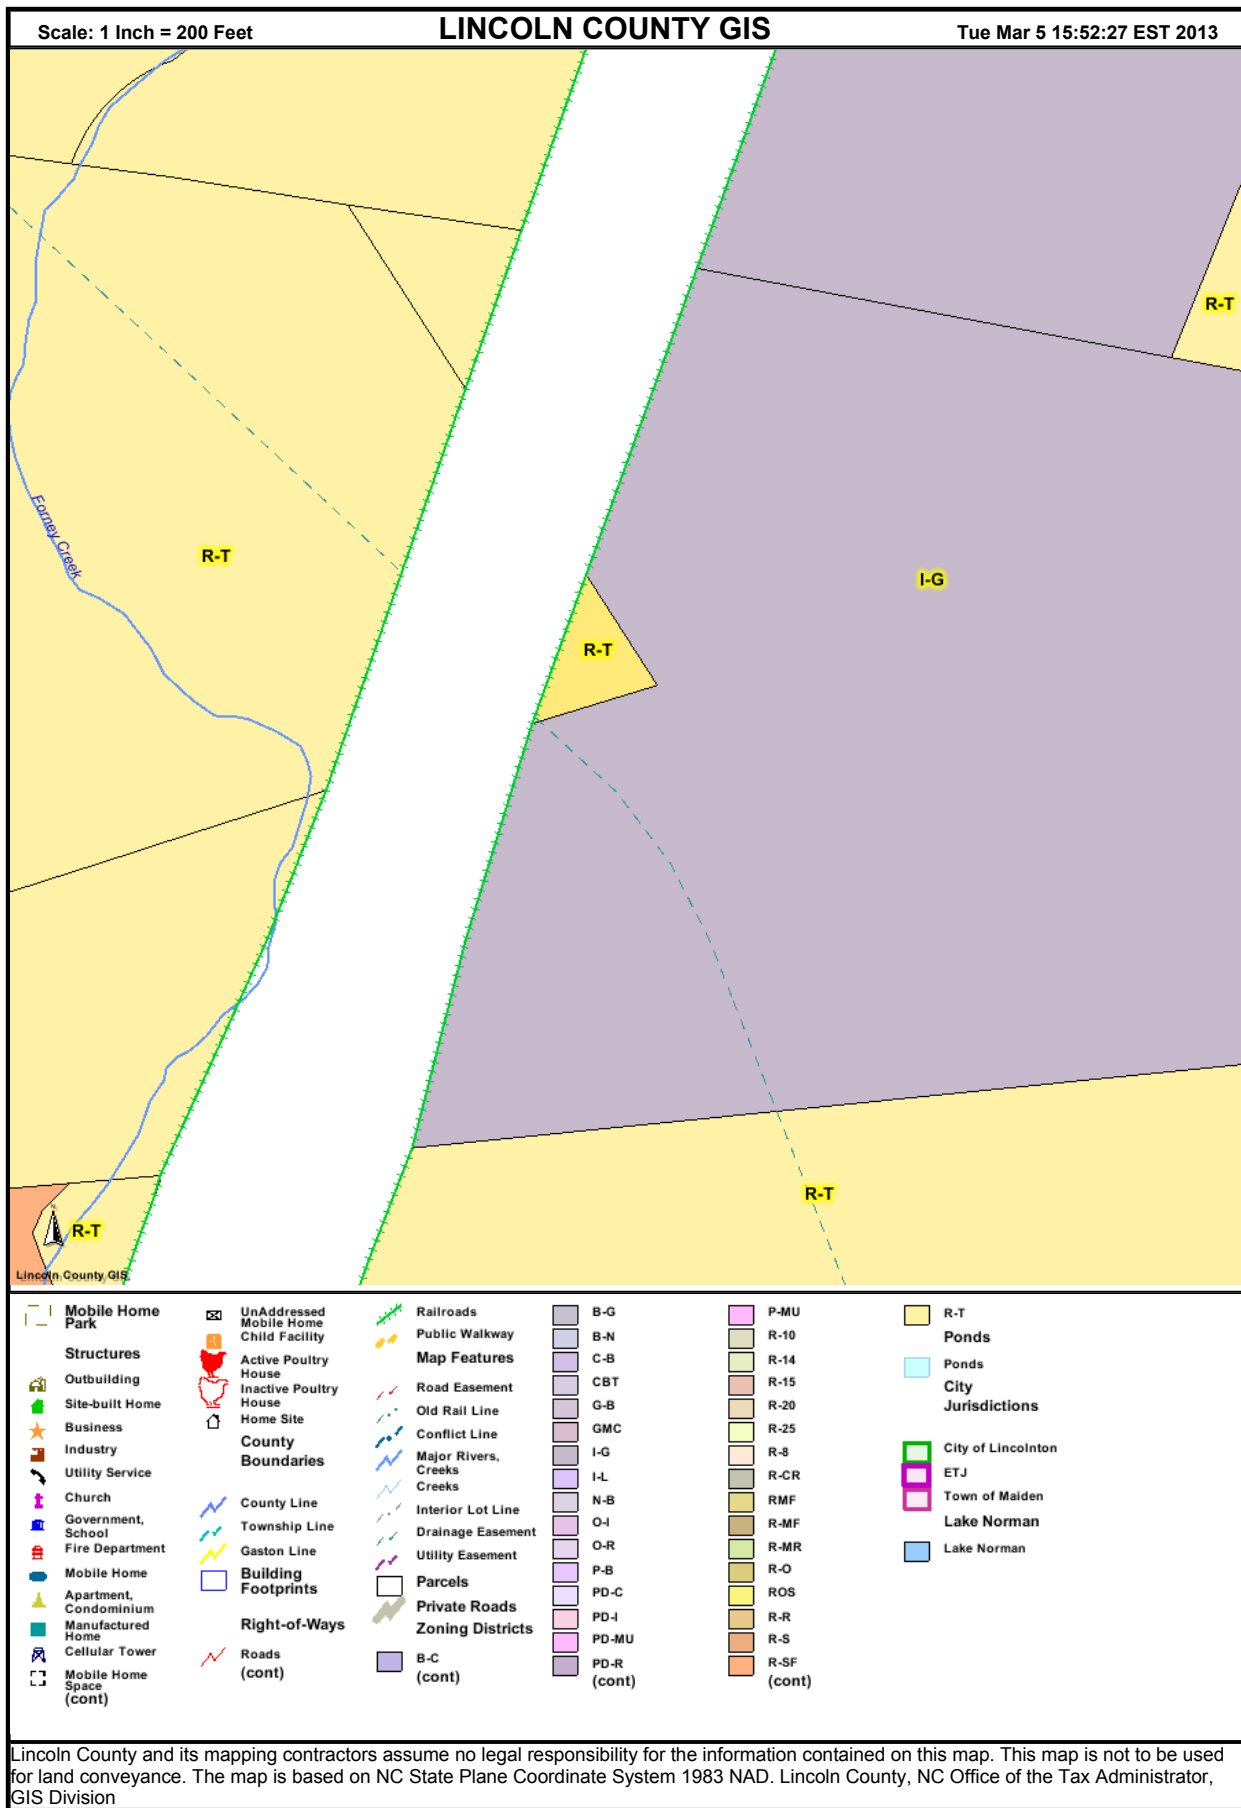 Scale: 1 Inch = 200 Feet
LINCOLN COUNTY GIS
Tue Mar 5 15:52:27 EST 2013
R-T
Forney Creek
R-T
I-G
R-T
R-T
R-T
N
Lincoln County GIS
Mobile Home
Park
Structures
Outbuilding
Site-built Home
Business
Industry
Utility Service
Church
Government,
School
Fire Department
Mobile Home
Apartment,
Condominium
Manufactured
Home
Cellular Tower
Mobile Home
Space
(cont)
UnAddressed
Mobile Home
Child Facility
Active Poultry
House
Inactive Poultry
House
Home Site
County
Boundaries
County Line
Township Line
Gaston Line
Building
Footprints
Right-of-Ways
Roads
(cont)
Railroads
Public Walkway
Map Features
Road Easement
Old Rail Line
Conflict Line
Major Rivers,
Creeks
Creeks
Interior Lot Line
Drainage Easement
Utility Easement
Parcels
Private Roads
Zoning Districts
B-C
(cont)
B-G
B-N
C-B
CBT
G-B
GMC
I-G
I-L
N-B
O-I
O-R
P-B
PD-C
PD-I
PD-MU
PD-R
(cont)
P-MU
R-10
R-14
R-15
R-20
R-25
R-8
R-CR
RMF
R-MF
R-MR
R-O
ROS
R-R
R-S
R-SF
(cont)
R-T
Ponds
Ponds
City
Jurisdictions
City of Lincolnton
ETJ
Town of Maiden
Lake Norman
Lake Norman
Lincoln County and its mapping contractors assume no legal responsibility for the information contained on this map. This map is not to be used
for land conveyance. The map is based on NC State Plane Coordinate System 1983 NAD. Lincoln County, NC Office of the Tax Administrator,
GIS Division